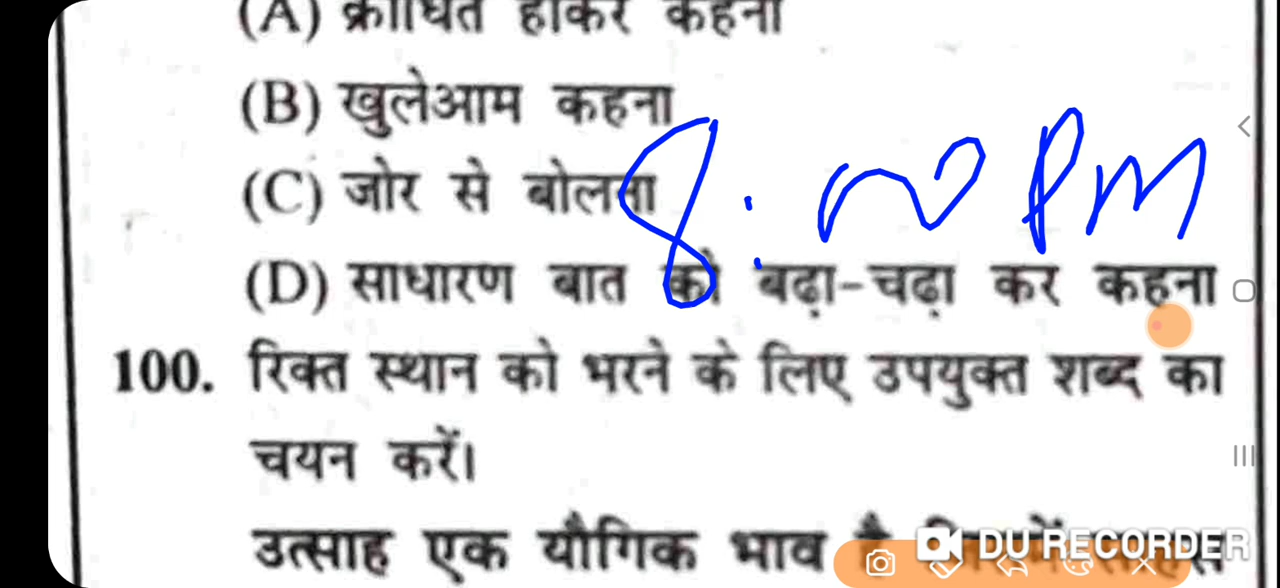 (A) क्रोधित होकर कहना
(B) खुलेआम कहना
(C) जोर से बोलना
8:00 PM
(D) साधारण बात को बढ़ा-चढ़ा कर कहना
100. रिक्त स्थान को भरने के लिए उपयुक्त शब्द का
चयन करें।
उत्साह एक यौगिक भाव है
DU RECORDER